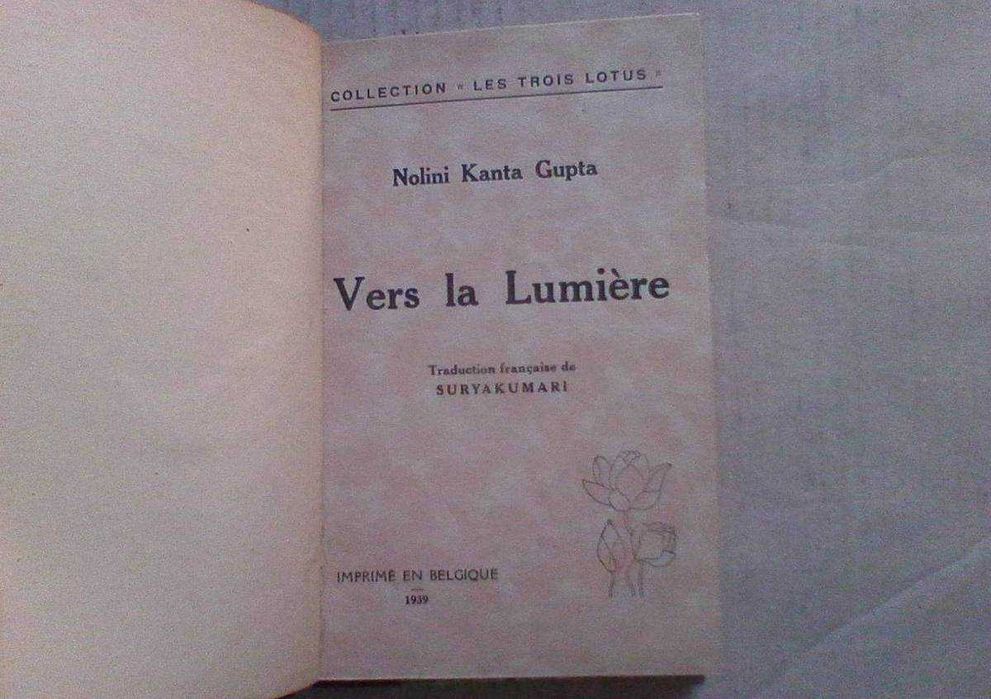 COLLECTION " LES TROIS LOTUS "
Nolini Kanta Gupta
Vers la Lumière
Traduction française de
SURYAKUMARI
IMPRIMÉ EN BELGIQUE
1939